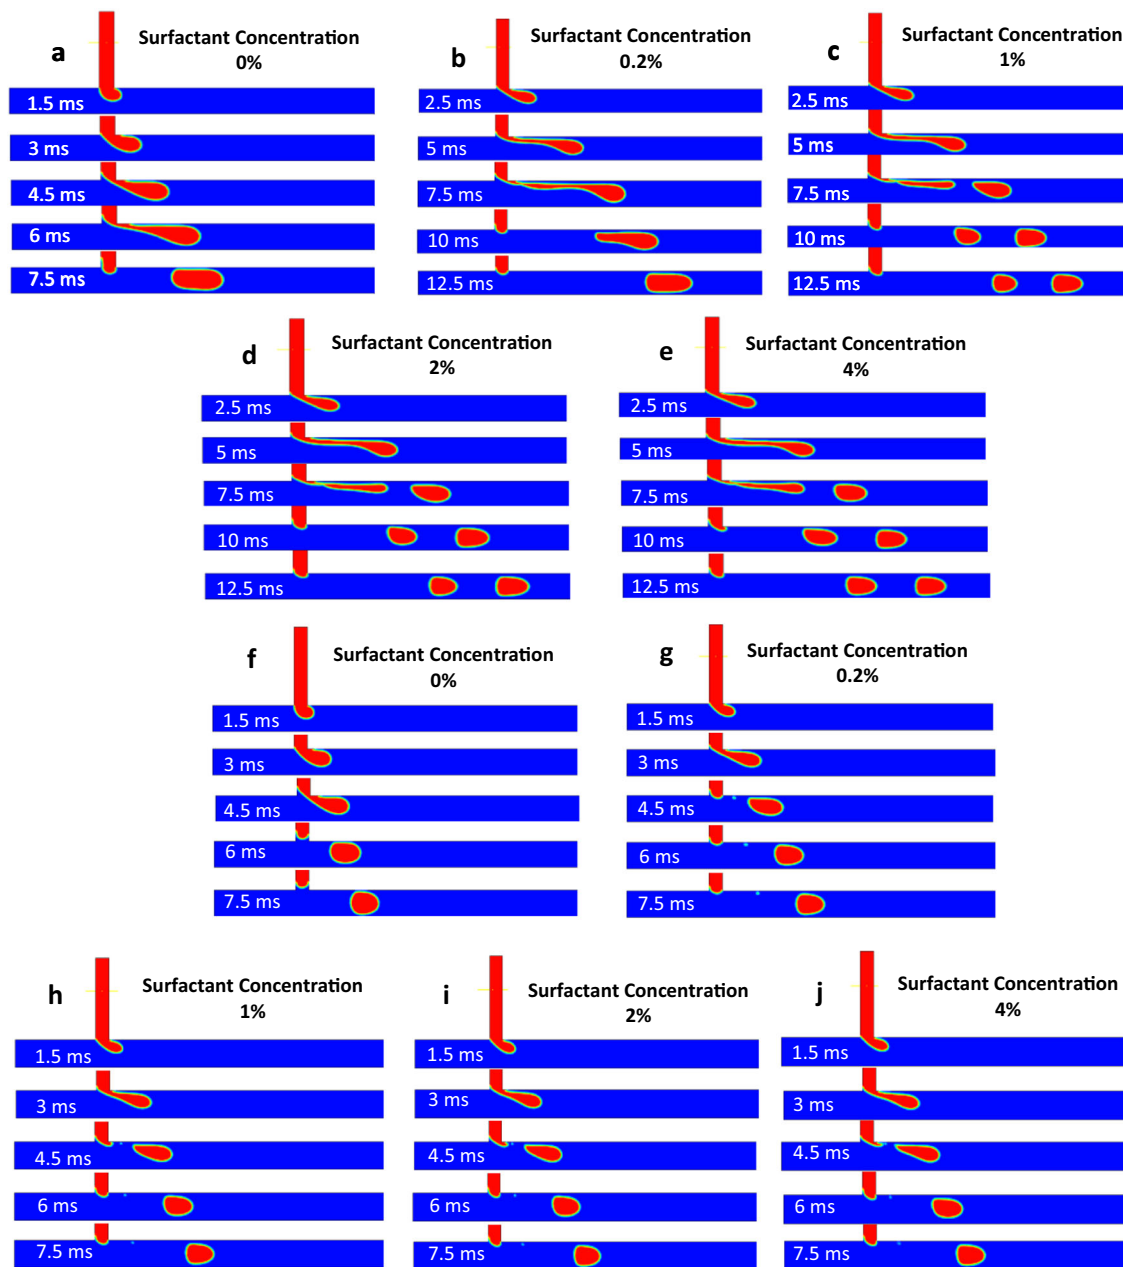 a
Surfactant Concentration
0%
1.5 ms
3 ms
4.5 ms
6 ms
7.5 ms
b
Surfactant Concentration
0.2%
2.5 ms
5 ms
7.5 ms
10 ms
12.5 ms
c
Surfactant Concentration
1%
2.5 ms
5 ms
7.5 ms
10 ms
12.5 ms
d
Surfactant Concentration
2%
2.5 ms
5 ms
7.5 ms
10 ms
12.5 ms
e
Surfactant Concentration
4%
2.5 ms
5 ms
7.5 ms
10 ms
12.5 ms
f
Surfactant Concentration
0%
1.5 ms
3 ms
4.5 ms
6 ms
7.5 ms
g
Surfactant Concentration
0.2%
1.5 ms
3 ms
4.5 ms
6 ms
7.5 ms
h
Surfactant Concentration
1%
1.5 ms
3 ms
4.5 ms
6 ms
7.5 ms
i
Surfactant Concentration
2%
1.5 ms
3 ms
4.5 ms
6 ms
7.5 ms
j
Surfactant Concentration
4%
1.5 ms
3 ms
4.5 ms
6 ms
7.5 ms